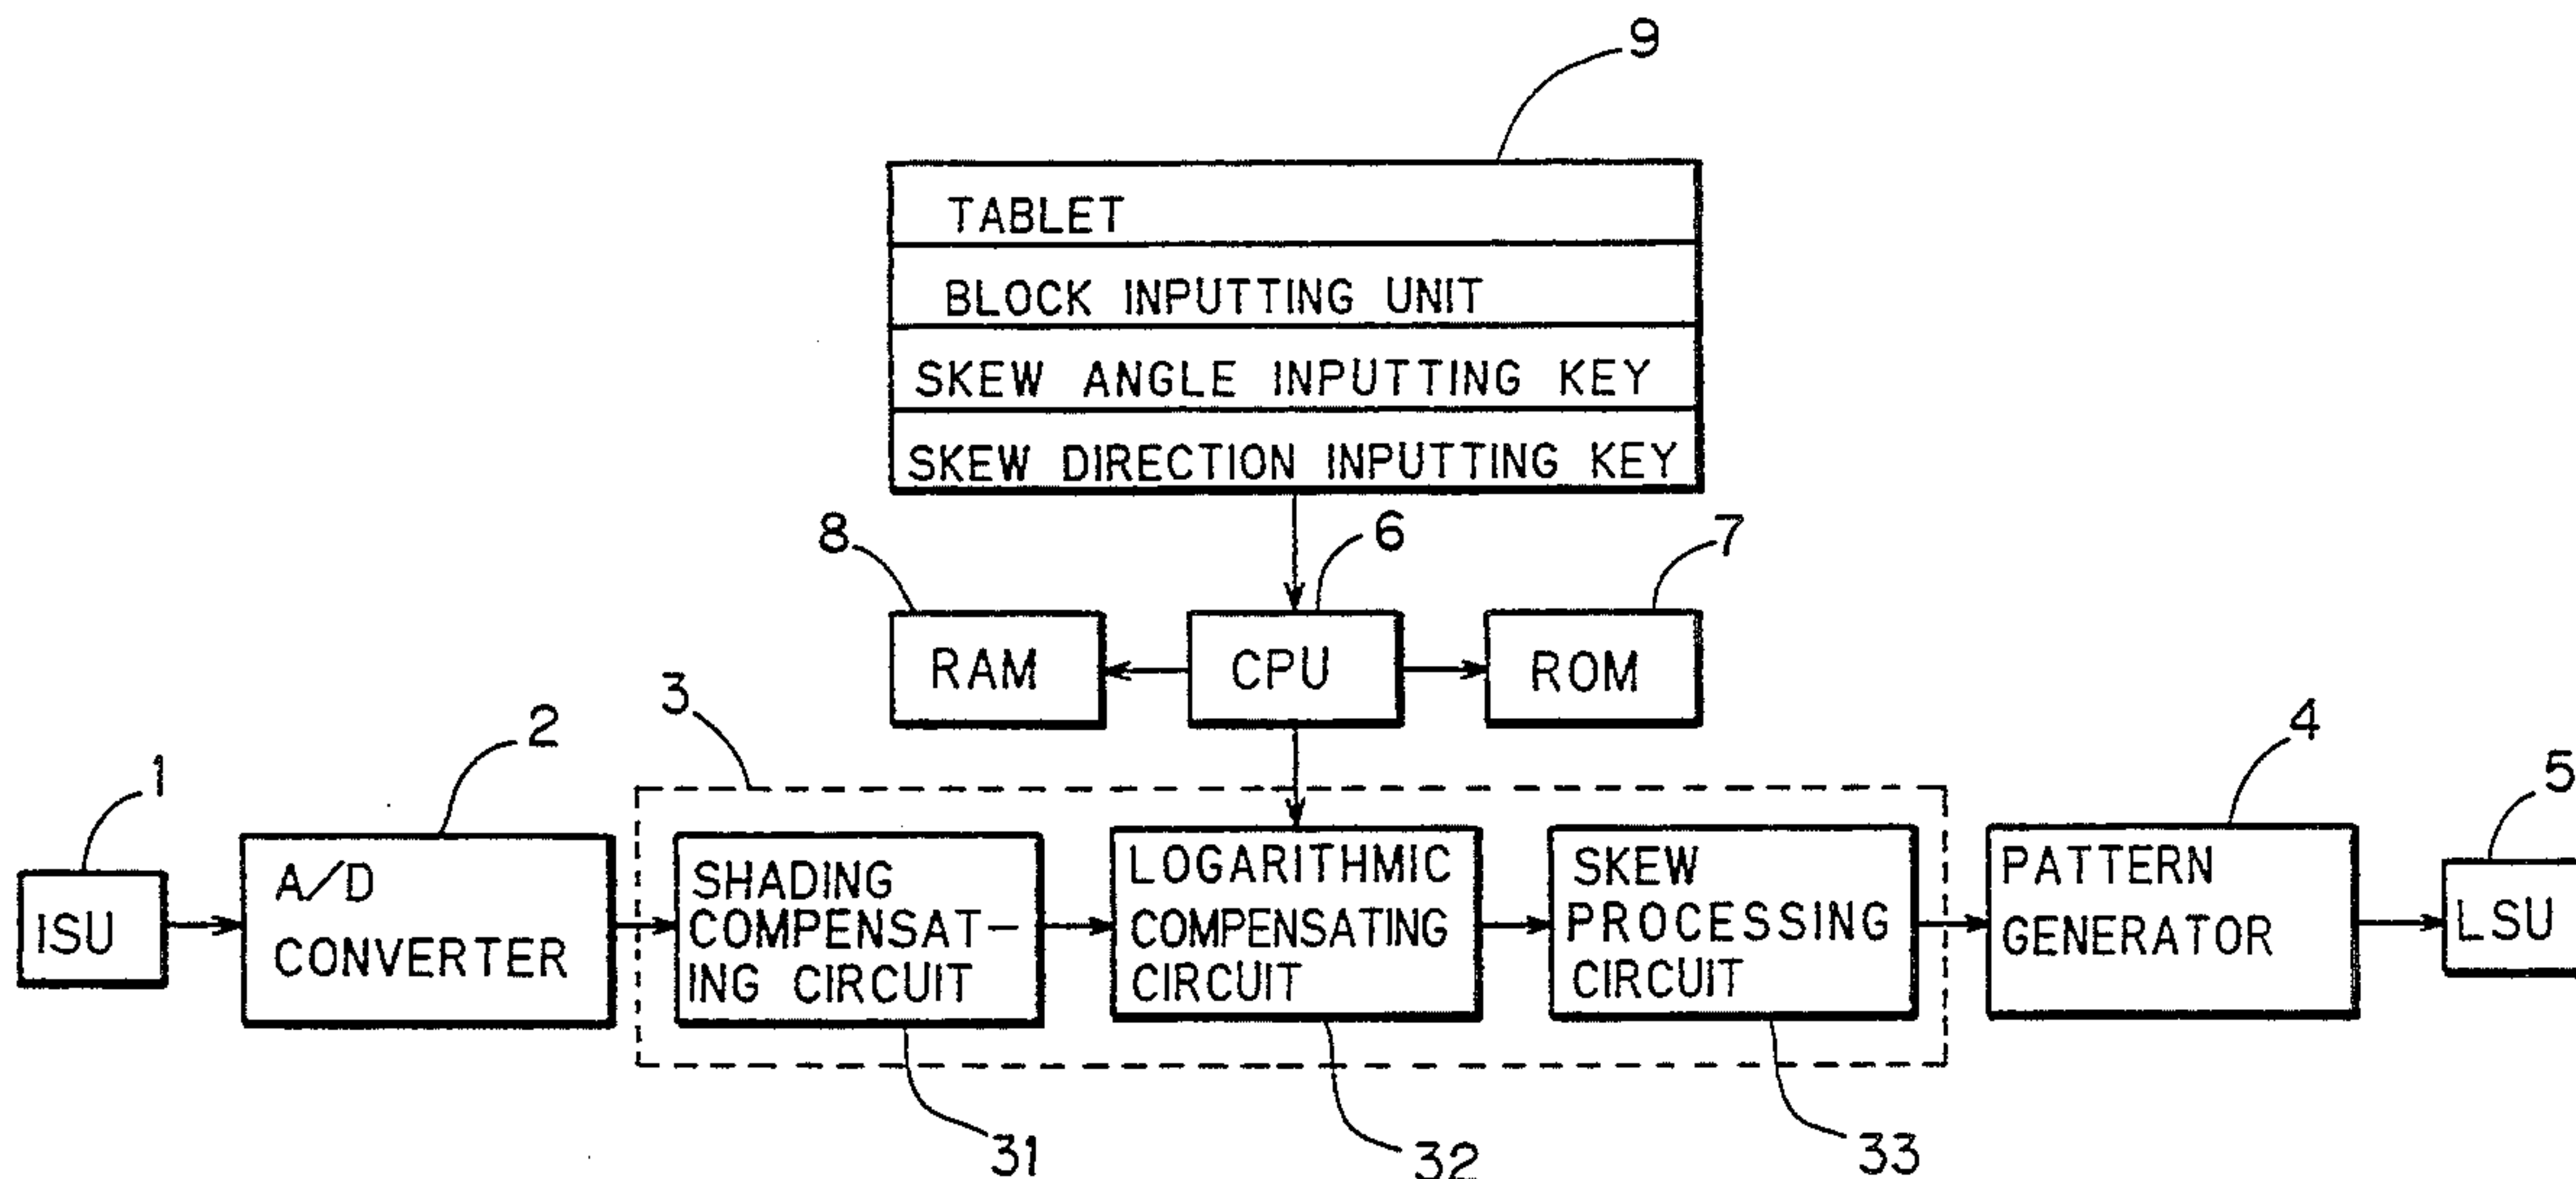 9
TABLET
BLOCK INPUTTING UNIT
SKEW ANGLE INPUTTING KEY
SKEW DIRECTION INPUTTING KEY
8
6
7
RAM
CPU
ROM
3
1
2
4
5
ISU
A/D
CONVERTER
SHADING
COMPENSAT-
ING CIRCUIT
LOGARITHMIC
COMPENSATING
CIRCUIT
SKEW
PROCESSING
CIRCUIT
PATTERN
GENERATOR
LSU
31
32
33